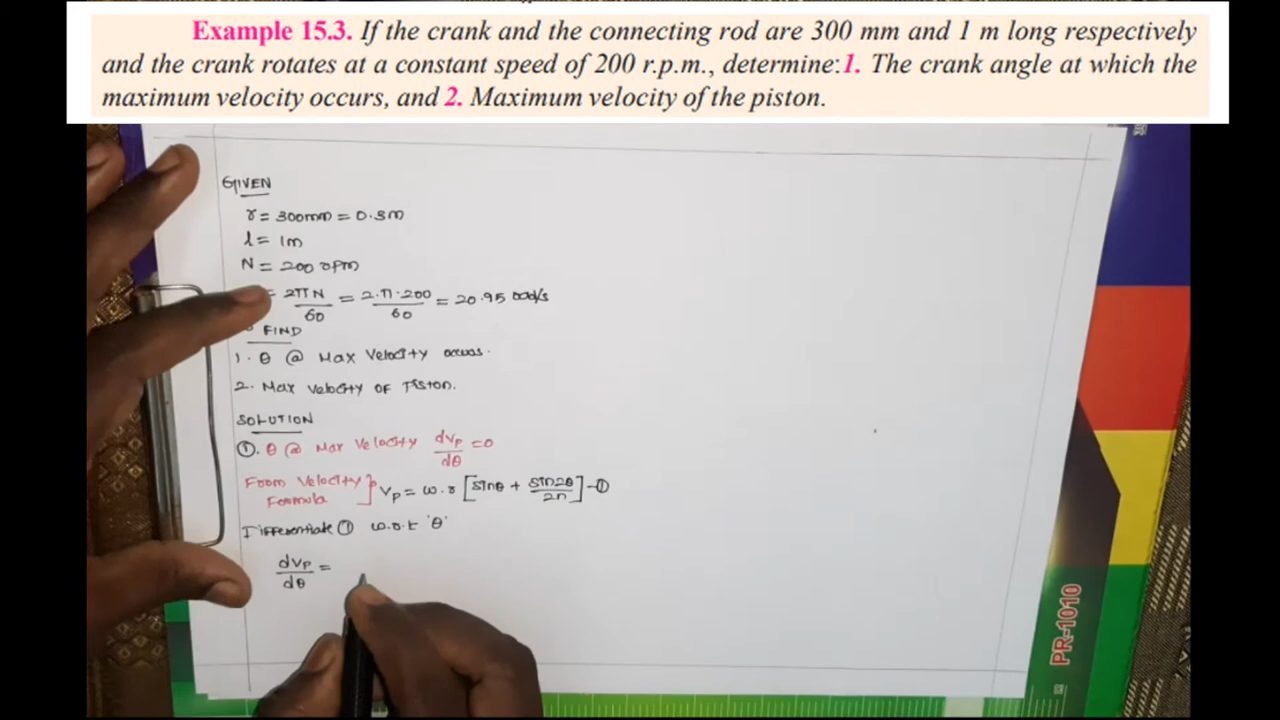 Example 15.3. If the crank and the connecting rod are 300 mm and 1 m long respectively
and the crank rotates at a constant speed of 200 r.p.m., determine:1. The crank angle at which the
maximum velocity occurs, and 2. Maximum velocity of the piston.
GIVEN
r = 300mm = 0.3m
l = 1m
N = 200 rpm
= 2πN/60 = 2.π.200/60 = 20.95 rad/s
FIND
1. θ @ Max Velocity occurs.
2. Max Velocity OF Piston.
SOLUTION
①. θ @ Max Velocity dVp/dθ = 0
From Velocity Formula } Vp = ω.r [sinθ + sin2θ/2n] -①
Differentiate ① w.r.t 'θ'
dVp/dθ =
PR-1010